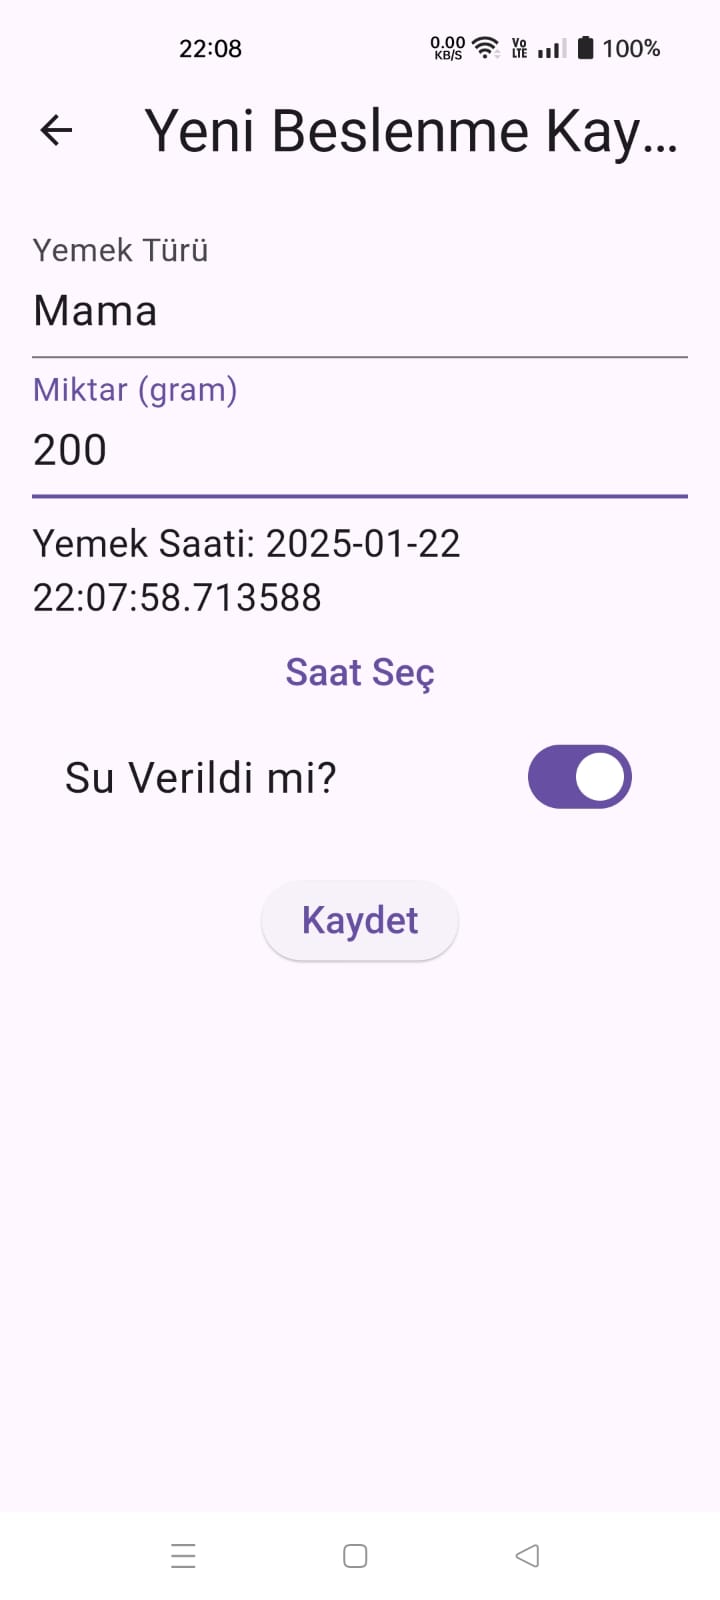 22:08
0.00 KB/S Vo LTE 100%
Yeni Beslenme Kay...
Yemek Türü
Mama
Miktar (gram)
200
Yemek Saati: 2025-01-22
22:07:58.713588
Saat Seç
Su Verildi mi?
Kaydet